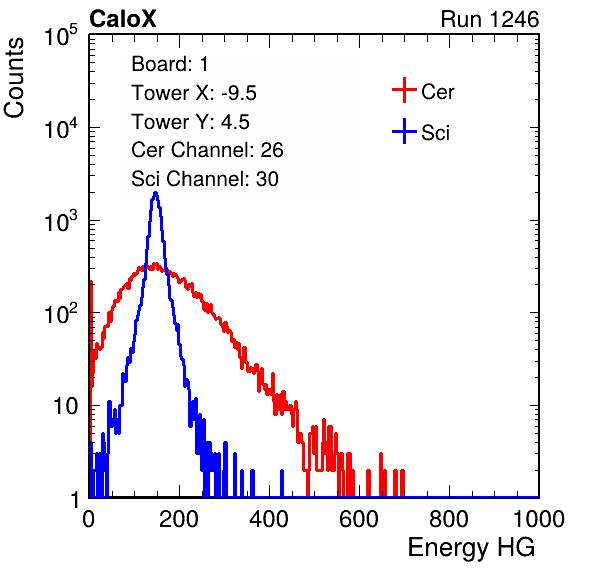 CaloX Run 1246
Counts
Board: 1
Tower X: -9.5
Tower Y: 4.5
Cer Channel: 26
Sci Channel: 30
Cer
Sci
10^5
10^4
10^3
10^2
10
1
0 200 400 600 800 1000
Energy HG